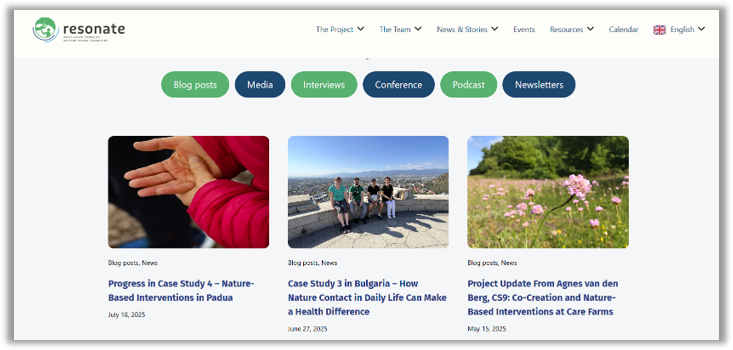 resonate
The Project
The Team
News & Stories
Events
Resources
Calendar
English
Blog posts
Media
Interviews
Conference
Podcast
Newsletters
Blog posts, News
Progress in Case Study 4 – Nature-
Based Interventions in Padua
July 18, 2025
Blog posts, News
Case Study 3 in Bulgaria – How
Nature Contact in Daily Life Can Make
a Health Difference
June 27, 2025
Blog posts, News
Project Update From Agnes van den
Berg, CS9: Co-Creation and Nature-
Based Interventions at Care Farms
May 15, 2025